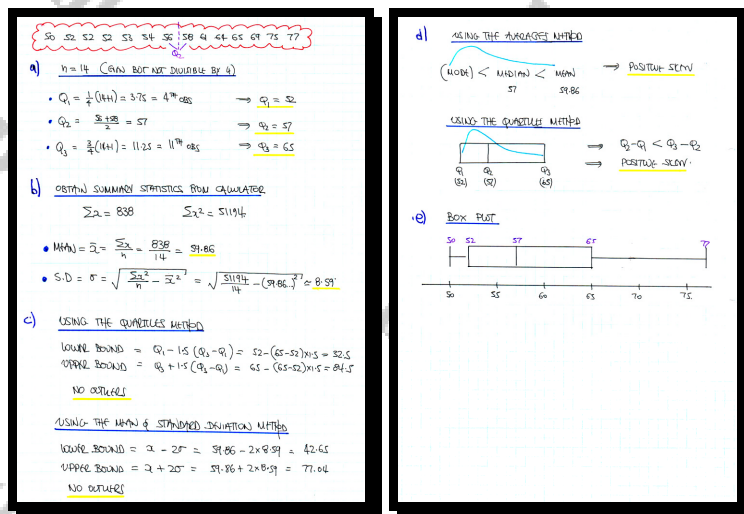 50 52 52 52 53 54 56 58 61 64 65 69 75 77
Q₂
a) n=14 (EVEN BUT NOT DIVISIBLE BY 4)
• Q₁ = ¼(14+1) = 3.75 = 4ᵗʰ OBS ⇒ Q₁ = 52
• Q₂ = (56+58)/2 = 57 ⇒ Q₂ = 57
• Q₃ = ¾(14+1) = 11.25 = 11ᵗʰ OBS ⇒ Q₃ = 65
b) OBTAIN SUMMARY STATISTICS FROM CALCULATOR
Σx = 838 Σx² = 51194
• MEAN = x̄ = Σx/n = 838/14 = 59.86
• S.D = σ = √(Σx²/n − x̄²) = √(51194/14 − (59.86...)²) ≃ 8.59
c) USING THE QUARTILES METHOD
LOWER BOUND = Q₁ − 1.5(Q₃ − Q₁) = 52 − (65−52)×1.5 = 32.5
UPPER BOUND = Q₃ + 1.5(Q₃ − Q₁) = 65 − (65−52)×1.5 = 84.5
NO OUTLIERS
USING THE MEAN & STANDARD DEVIATION METHOD
LOWER BOUND = x − 2σ = 59.86 − 2×8.59 = 42.65
UPPER BOUND = x + 2σ = 59.86 + 2×8.59 = 77.04
NO OUTLIERS
d) USING THE AVERAGES METHOD
(MODE) < MEDIAN < MEAN ⇒ POSITIVE SKEW
57 59.86
USING THE QUARTILES METHOD
⇒ Q₂−Q₁ < Q₃−Q₂
⇒ POSITIVE SKEW.
Q₁ Q₂ Q₃
(52) (57) (65)
e) BOX PLOT
50 52 57 65 77
50 55 60 65 70 75